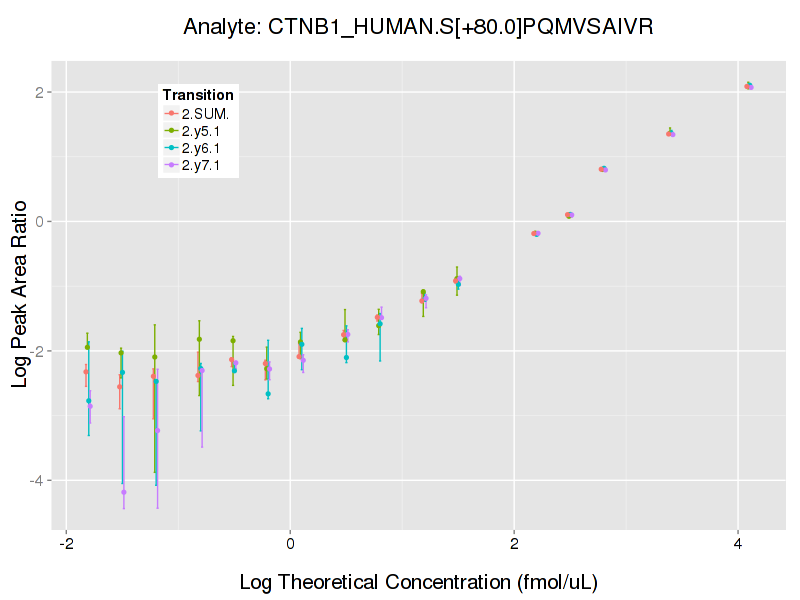 Analyte: CTNB1_HUMAN.S[+80.0]PQMVSAIVR
Log Peak Area Ratio
2
0
-2
-4
Transition
2.SUM.
2.y5.1
2.y6.1
2.y7.1
-2
0
2
4
Log Theoretical Concentration (fmol/uL)